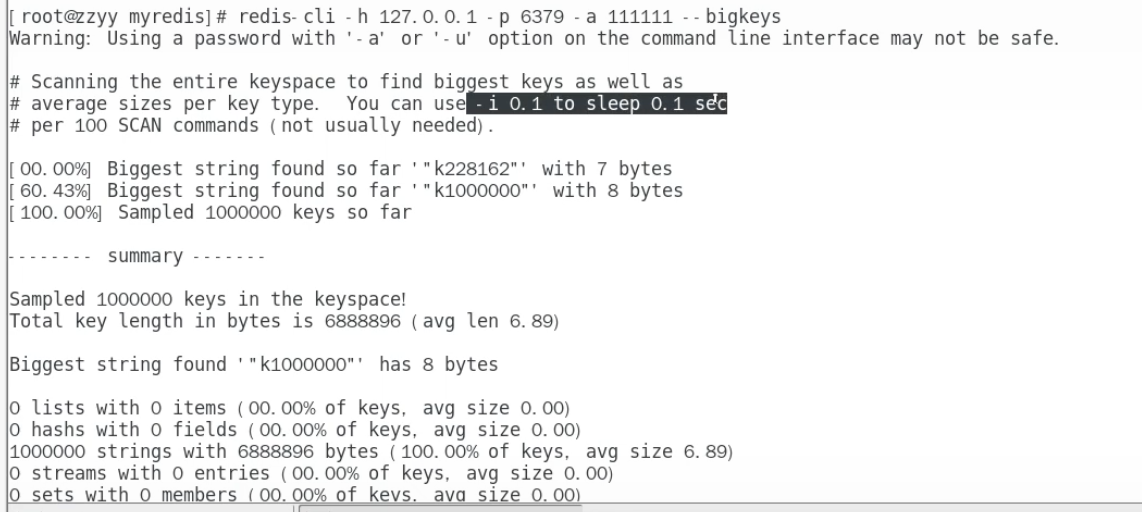 [root@zzyy myredis]# redis-cli -h 127.0.0.1 -p 6379 -a 111111 --bigkeys
Warning: Using a password with '-a' or '-u' option on the command line interface may not be safe.
# Scanning the entire keyspace to find biggest keys as well as
# average sizes per key type.  You can use -i 0.1 to sleep 0.1 sec
# per 100 SCAN commands (not usually needed).
[00.00%] Biggest string found so far '"k228162"' with 7 bytes
[60.43%] Biggest string found so far '"k1000000"' with 8 bytes
[100.00%] Sampled 1000000 keys so far
-------- summary -------
Sampled 1000000 keys in the keyspace!
Total key length in bytes is 6888896 (avg len 6.89)
Biggest string found '"k1000000"' has 8 bytes
0 lists with 0 items (00.00% of keys, avg size 0.00)
0 hashs with 0 fields (00.00% of keys, avg size 0.00)
1000000 strings with 6888896 bytes (100.00% of keys, avg size 6.89)
0 streams with 0 entries (00.00% of keys, avg size 0.00)
0 sets with 0 members (00.00% of keys, avg size 0.00)